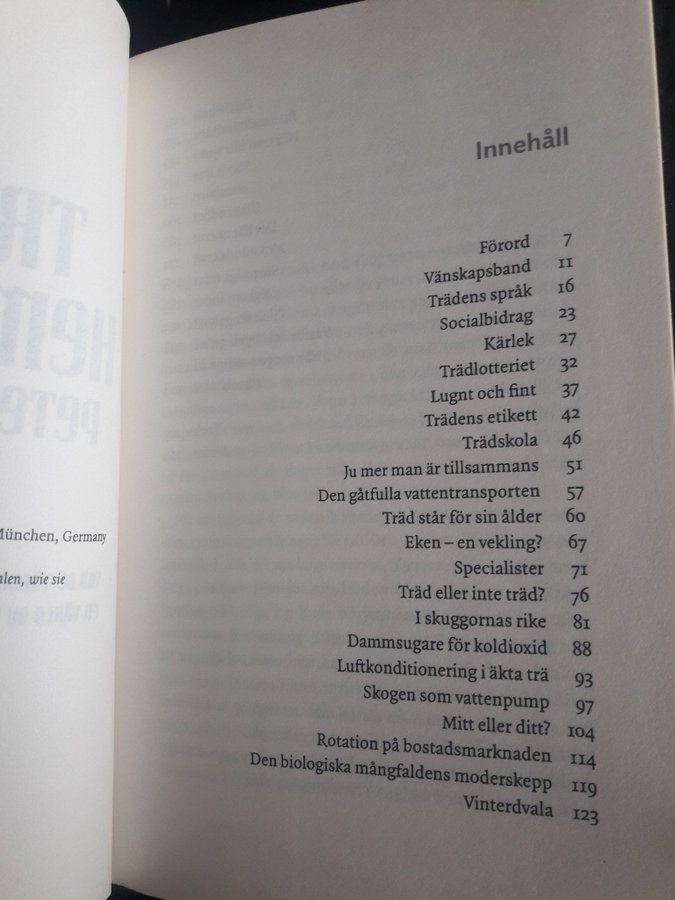 München, Germany
alen, wie sie
Innehåll
Förord 7
Vänskapsband 11
Trädens språk 16
Socialbidrag 23
Kärlek 27
Trädlotteriet 32
Lugnt och fint 37
Trädens etikett 42
Trädskola 46
Ju mer man är tillsammans 51
Den gåtfulla vattentransporten 57
Träd står för sin ålder 60
Eken – en vekling? 67
Specialister 71
Träd eller inte träd? 76
I skuggornas rike 81
Dammsugare för koldioxid 88
Luftkonditionering i äkta trä 93
Skogen som vattenpump 97
Mitt eller ditt? 104
Rotation på bostadsmarknaden 114
Den biologiska mångfaldens moderskepp 119
Vinterdvala 123